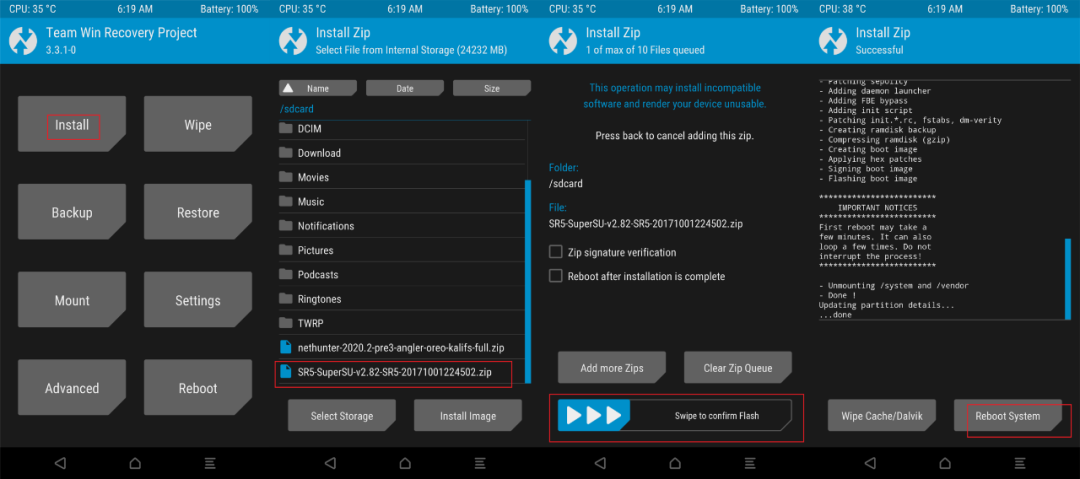 CPU: 35 °C 6:19 AM Battery: 100%
Team Win Recovery Project
3.3.1-0
Install
Wipe
Backup
Restore
Mount
Settings
Advanced
Reboot
CPU: 35 °C 6:19 AM Battery: 100%
Install Zip
Select File from Internal Storage (24232 MB)
Name Date Size
/sdcard
DCIM
Download
Movies
Music
Notifications
Pictures
Podcasts
Ringtones
TWRP
nethunter-2020.2-pre3-angler-oreo-kalifs-full.zip
SR5-SuperSU-v2.82-SR5-20171001224502.zip
Select Storage
Install Image
CPU: 35 °C 6:19 AM Battery: 100%
Install Zip
1 of max of 10 Files queued
This operation may install incompatible
software and render your device unusable.
Press back to cancel adding this zip.
Folder:
/sdcard
File:
SR5-SuperSU-v2.82-SR5-20171001224502.zip
Zip signature verification
Reboot after installation is complete
Add more Zips
Clear Zip Queue
Swipe to confirm Flash
CPU: 38 °C 6:19 AM Battery: 100%
Install Zip
Successful
- Patching sepolicy
- Adding daemon launcher
- Adding FBE bypass
- Adding init script
- Patching init.*.rc, fstabs, dm-verity
- Creating ramdisk backup
- Compressing ramdisk (gzip)
- Creating boot image
- Applying hex patches
- Signing boot image
- Flashing boot image
*************************
IMPORTANT NOTICES
*************************
First reboot may take a
few minutes. It can also
loop a few times. Do not
interrupt the process!
*************************
- Unmounting /system and /vendor
- Done !
Updating partition details...
...done
Wipe Cache/Dalvik
Reboot System